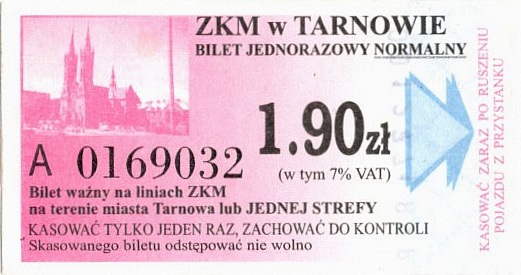 ZKM w TARNOWIE
BILET JEDNORAZOWY NORMALNY
1.90zł
(w tym 7% VAT)
A 0169032
Bilet ważny na liniach ZKM
na terenie miasta Tarnowa lub JEDNEJ STREFY
KASOWAĆ TYLKO JEDEN RAZ, ZACHOWAĆ DO KONTROLI
Skasowanego biletu odstępować nie wolno
KASOWAĆ ZARAZ PO RUSZENIU
POJAZDU Z PRZYSTANKU